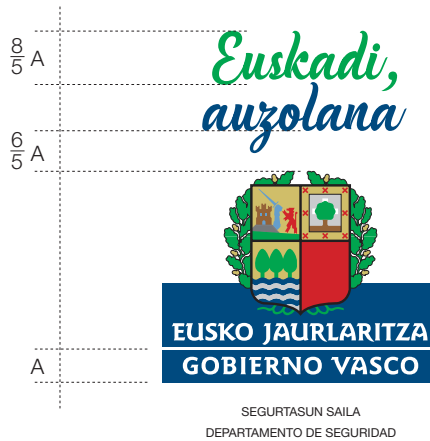 8/5 A
Euskadi,
auzolana
6/5 A
EUSKO JAURLARITZA
A
GOBIERNO VASCO
SEGURTASUN SAILA
DEPARTAMENTO DE SEGURIDAD